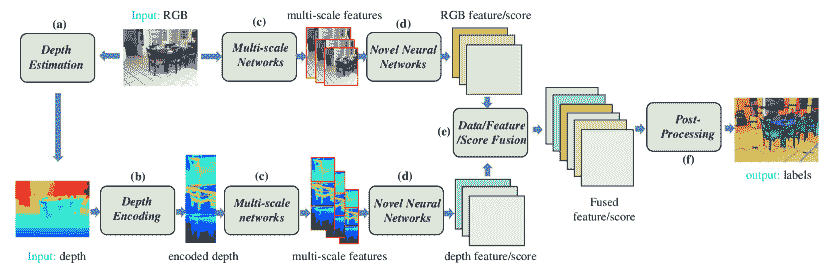 (a)
Input: RGB
(c)
multi-scale features
(d)
RGB feature/score
Depth
Estimation
Multi-scale
Networks
Novel Neural
Networks
(e)
Data/Feature
/Score Fusion
Post-
Processing
(f)
output: labels
(b)
(c)
(d)
Depth
Encoding
Multi-scale
networks
Novel Neural
Networks
Fused
feature/score
Input: depth
encoded depth
multi-scale features
depth feature/score